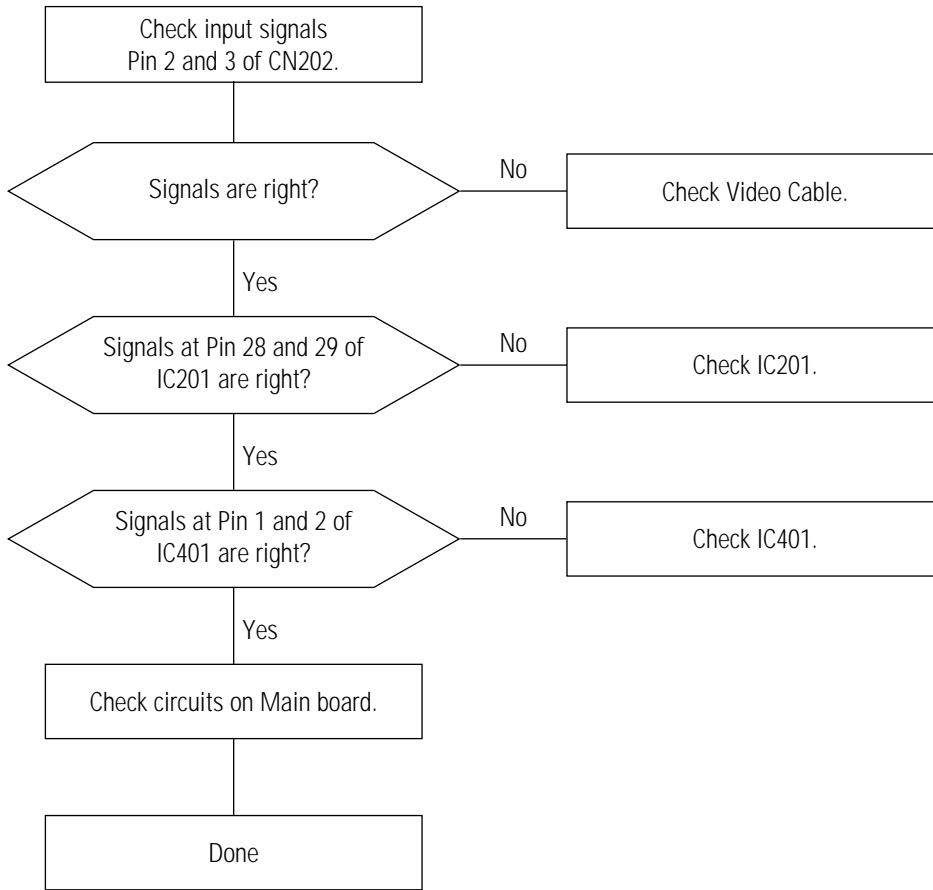 Check input signals
Pin 2 and 3 of CN202.
Signals are right?
No
Check Video Cable.
Yes
Signals at Pin 28 and 29 of
IC201 are right?
No
Check IC201.
Yes
Signals at Pin 1 and 2 of
IC401 are right?
No
Check IC401.
Yes
Check circuits on Main board.
Done